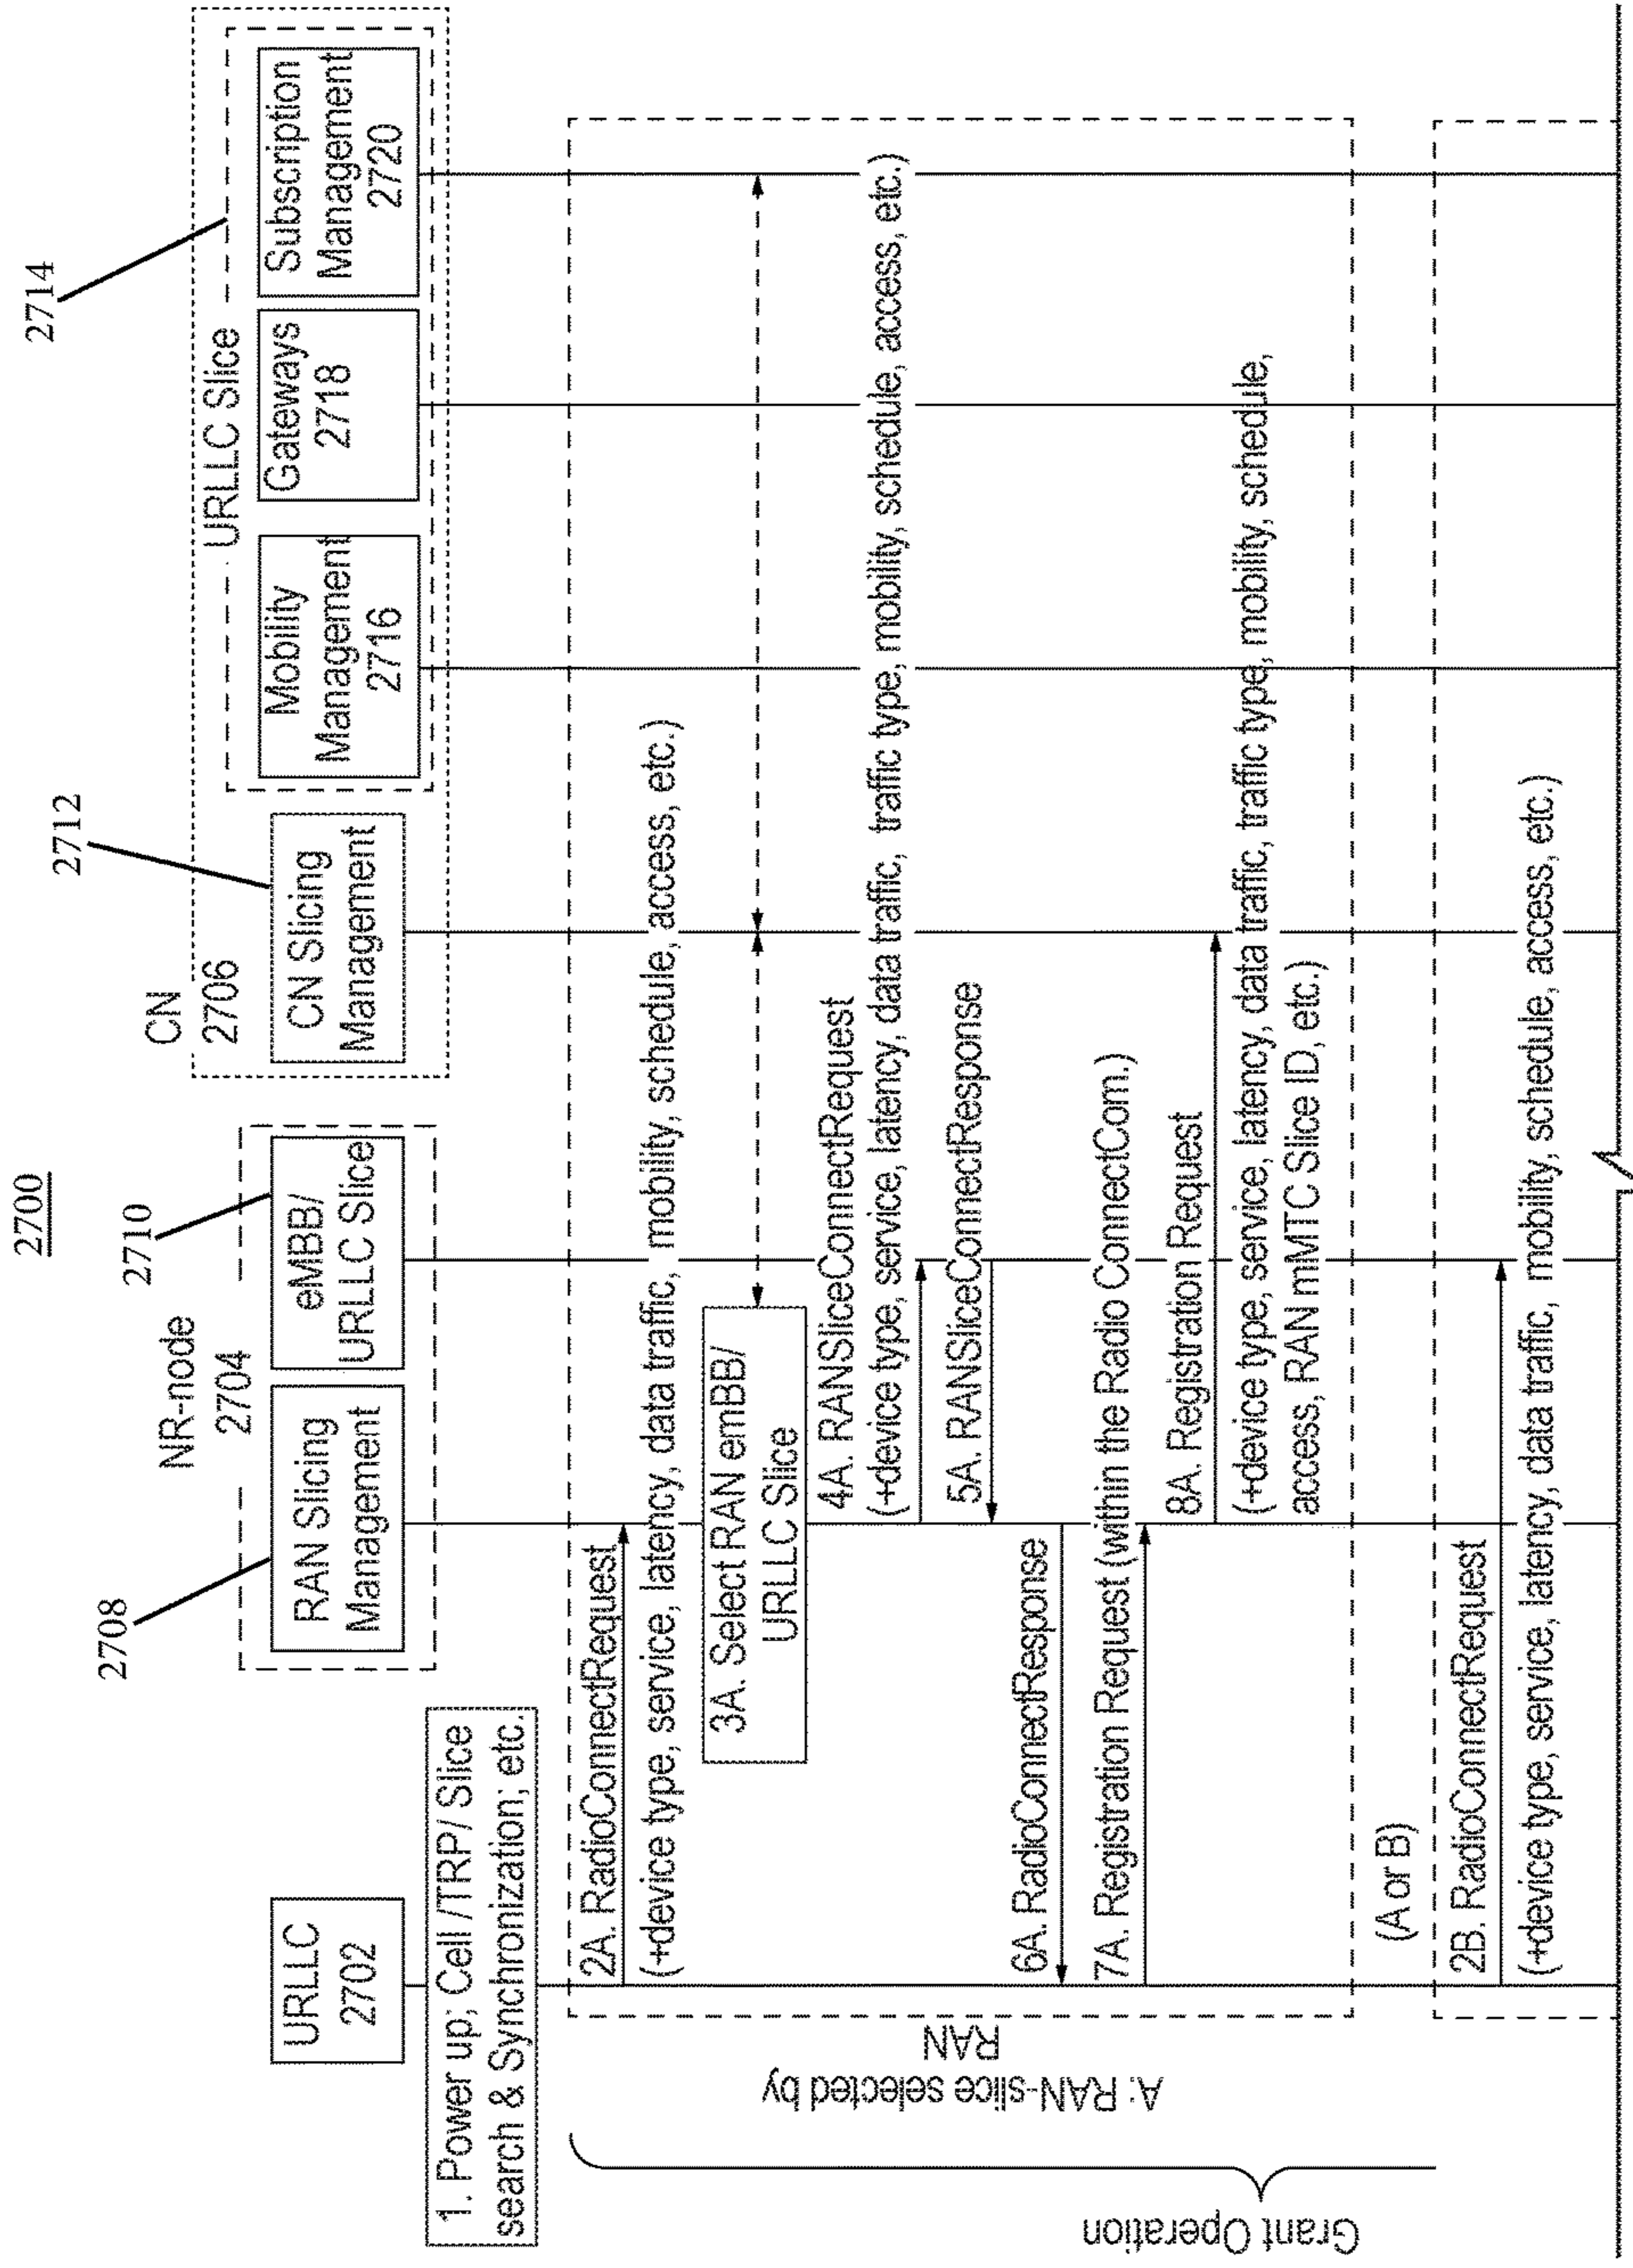 2700
NR-node
2704
CN
2706
2714
2712
2710
2708
URLLC Slice
URLLC
2702
RAN Slicing
Management
eMBB/
URLLC Slice
CN Slicing
Management
Mobility
Management
2716
Gateways
2718
Subscription
Management
2720
1. Power up; Cell /TRP/ Slice
search & Synchronization; etc.
2A. RadioConnectRequest
(+device type, service, latency, data traffic, mobility, schedule, access, etc.)
3A. Select RAN emBB/
URLLC Slice
4A. RANSliceConnectRequest
(+device type, service, latency, data traffic, traffic type, mobility, schedule, access, etc.)
5A. RANSliceConnectResponse
6A. RadioConnectResponse
7A. Registration Request (within the Radio ConnectCom.)
8A. Registration Request
(+device type, service, latency, data traffic, traffic type, mobility, schedule,
access, RAN mMTC Slice ID, etc.)
A: RAN-slice selected by
RAN
Grant Operation
(A or B)
2B. RadioConnectRequest
(+device type, service, latency, data traffic, mobility, schedule, access, etc.)